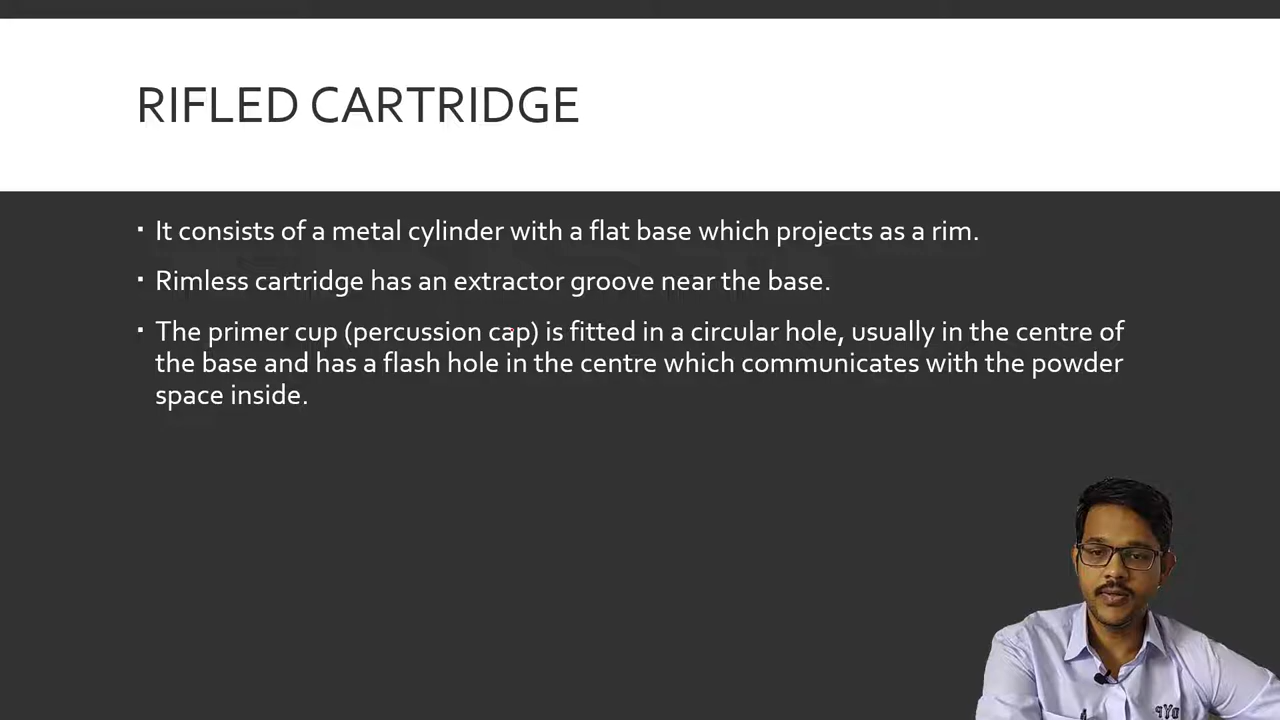 RIFLED CARTRIDGE
▪ It consists of a metal cylinder with a flat base which projects as a rim.
▪ Rimless cartridge has an extractor groove near the base.
▪ The primer cup (percussion cap) is fitted in a circular hole, usually in the centre of
the base and has a flash hole in the centre which communicates with the powder
space inside.